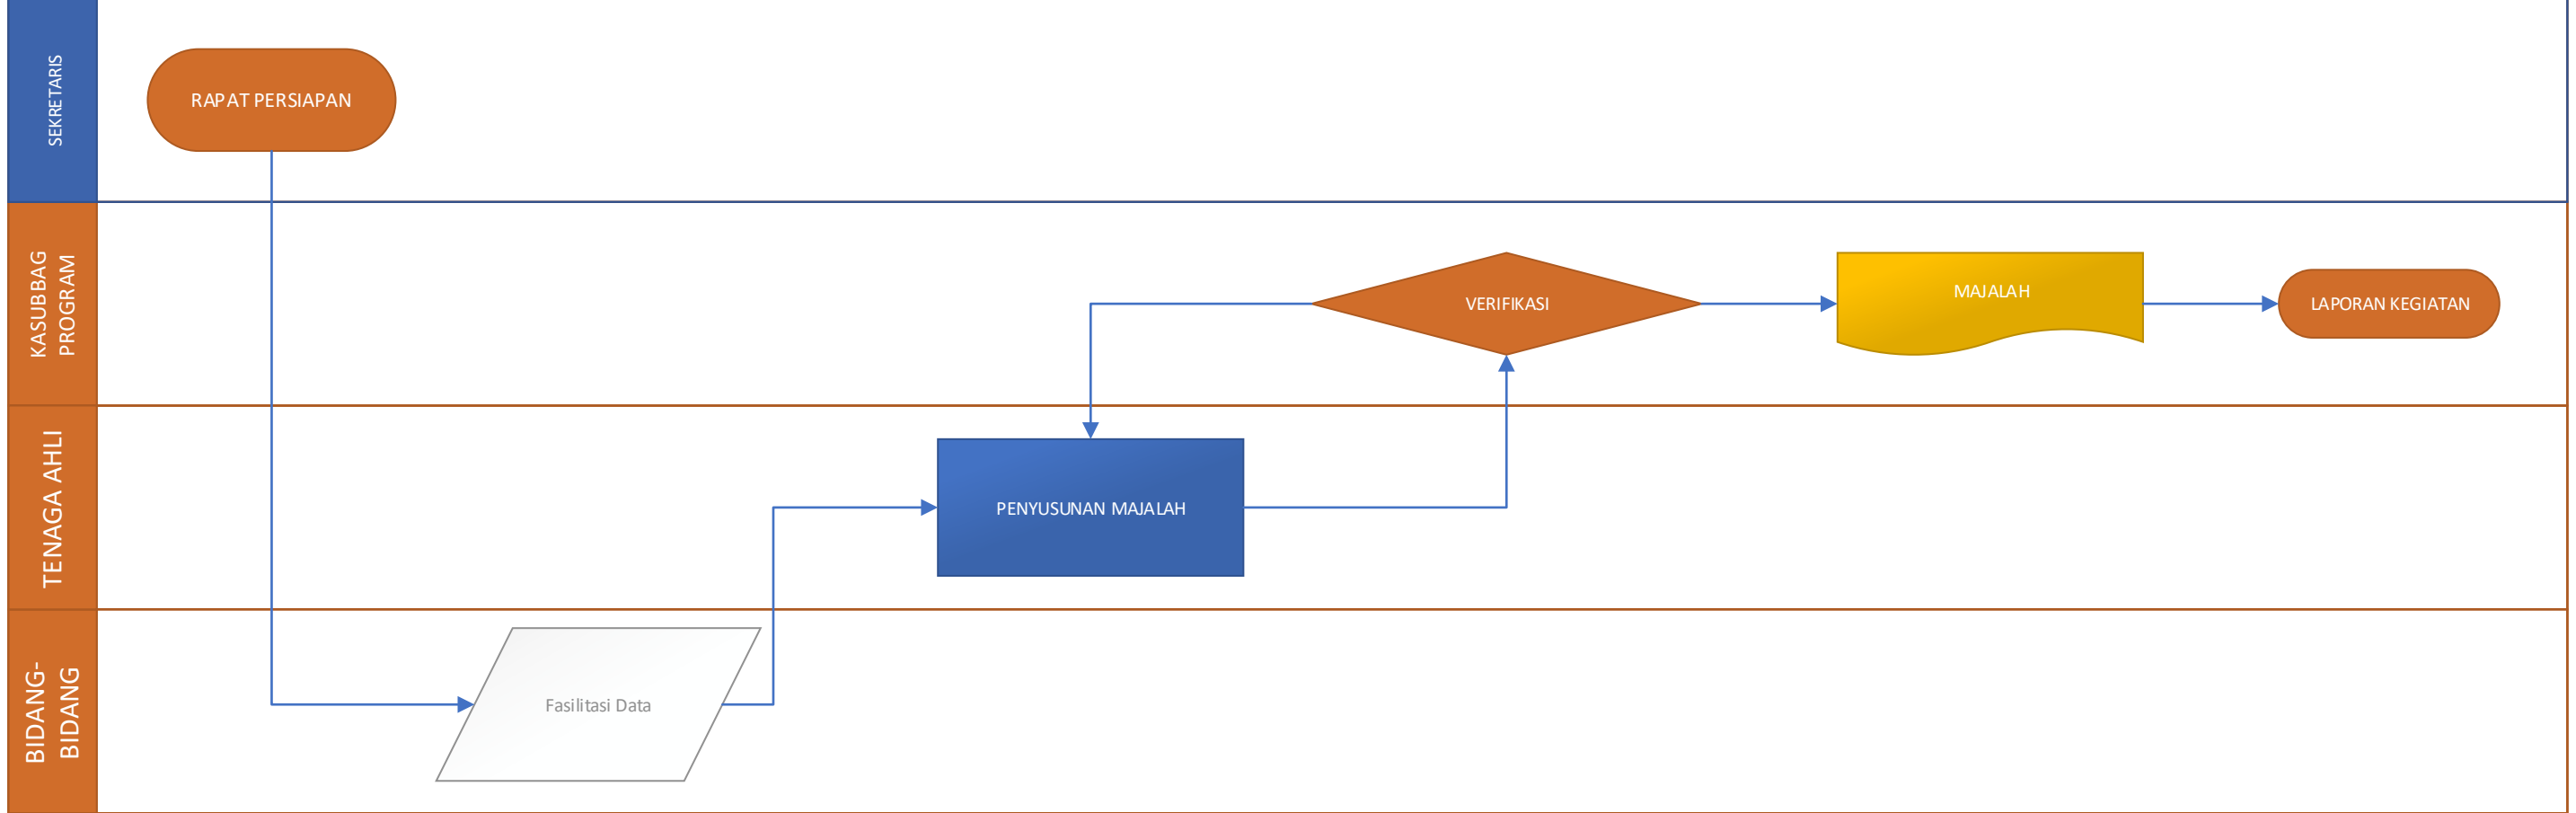 SEKRETARIS
RAPAT PERSIAPAN
KASUBBAG
PROGRAM
VERIFIKASI
MAJALAH
LAPORAN KEGIATAN
TENAGA AHLI
PENYUSUNAN MAJALAH
BIDANG-
BIDANG
Fasilitasi Data